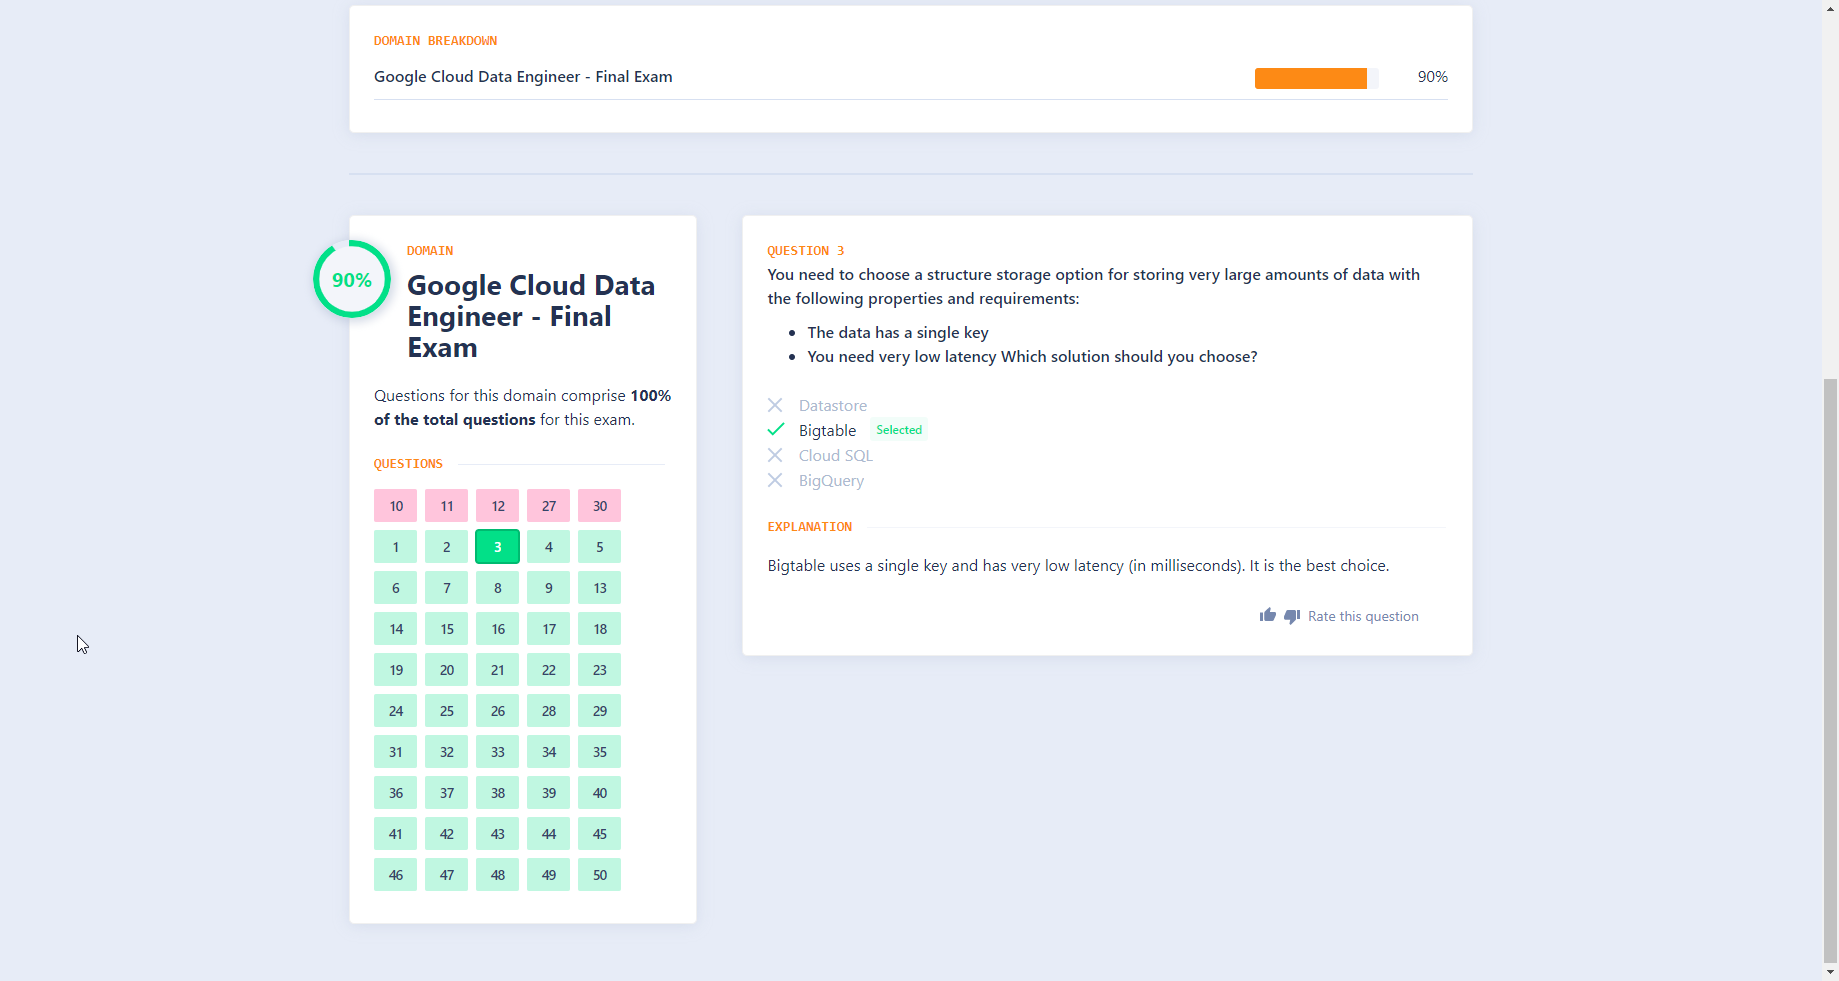 DOMAIN BREAKDOWN
Google Cloud Data Engineer - Final Exam 90%
90%
DOMAIN
Google Cloud Data
Engineer - Final
Exam
Questions for this domain comprise 100%
of the total questions for this exam.
QUESTIONS
10 11 12 27 30
1 2 3 4 5
6 7 8 9 13
14 15 16 17 18
19 20 21 22 23
24 25 26 28 29
31 32 33 34 35
36 37 38 39 40
41 42 43 44 45
46 47 48 49 50
QUESTION 3
You need to choose a structure storage option for storing very large amounts of data with
the following properties and requirements:
• The data has a single key
• You need very low latency Which solution should you choose?
Datastore
Bigtable Selected
Cloud SQL
BigQuery
EXPLANATION
Bigtable uses a single key and has very low latency (in milliseconds). It is the best choice.
Rate this question